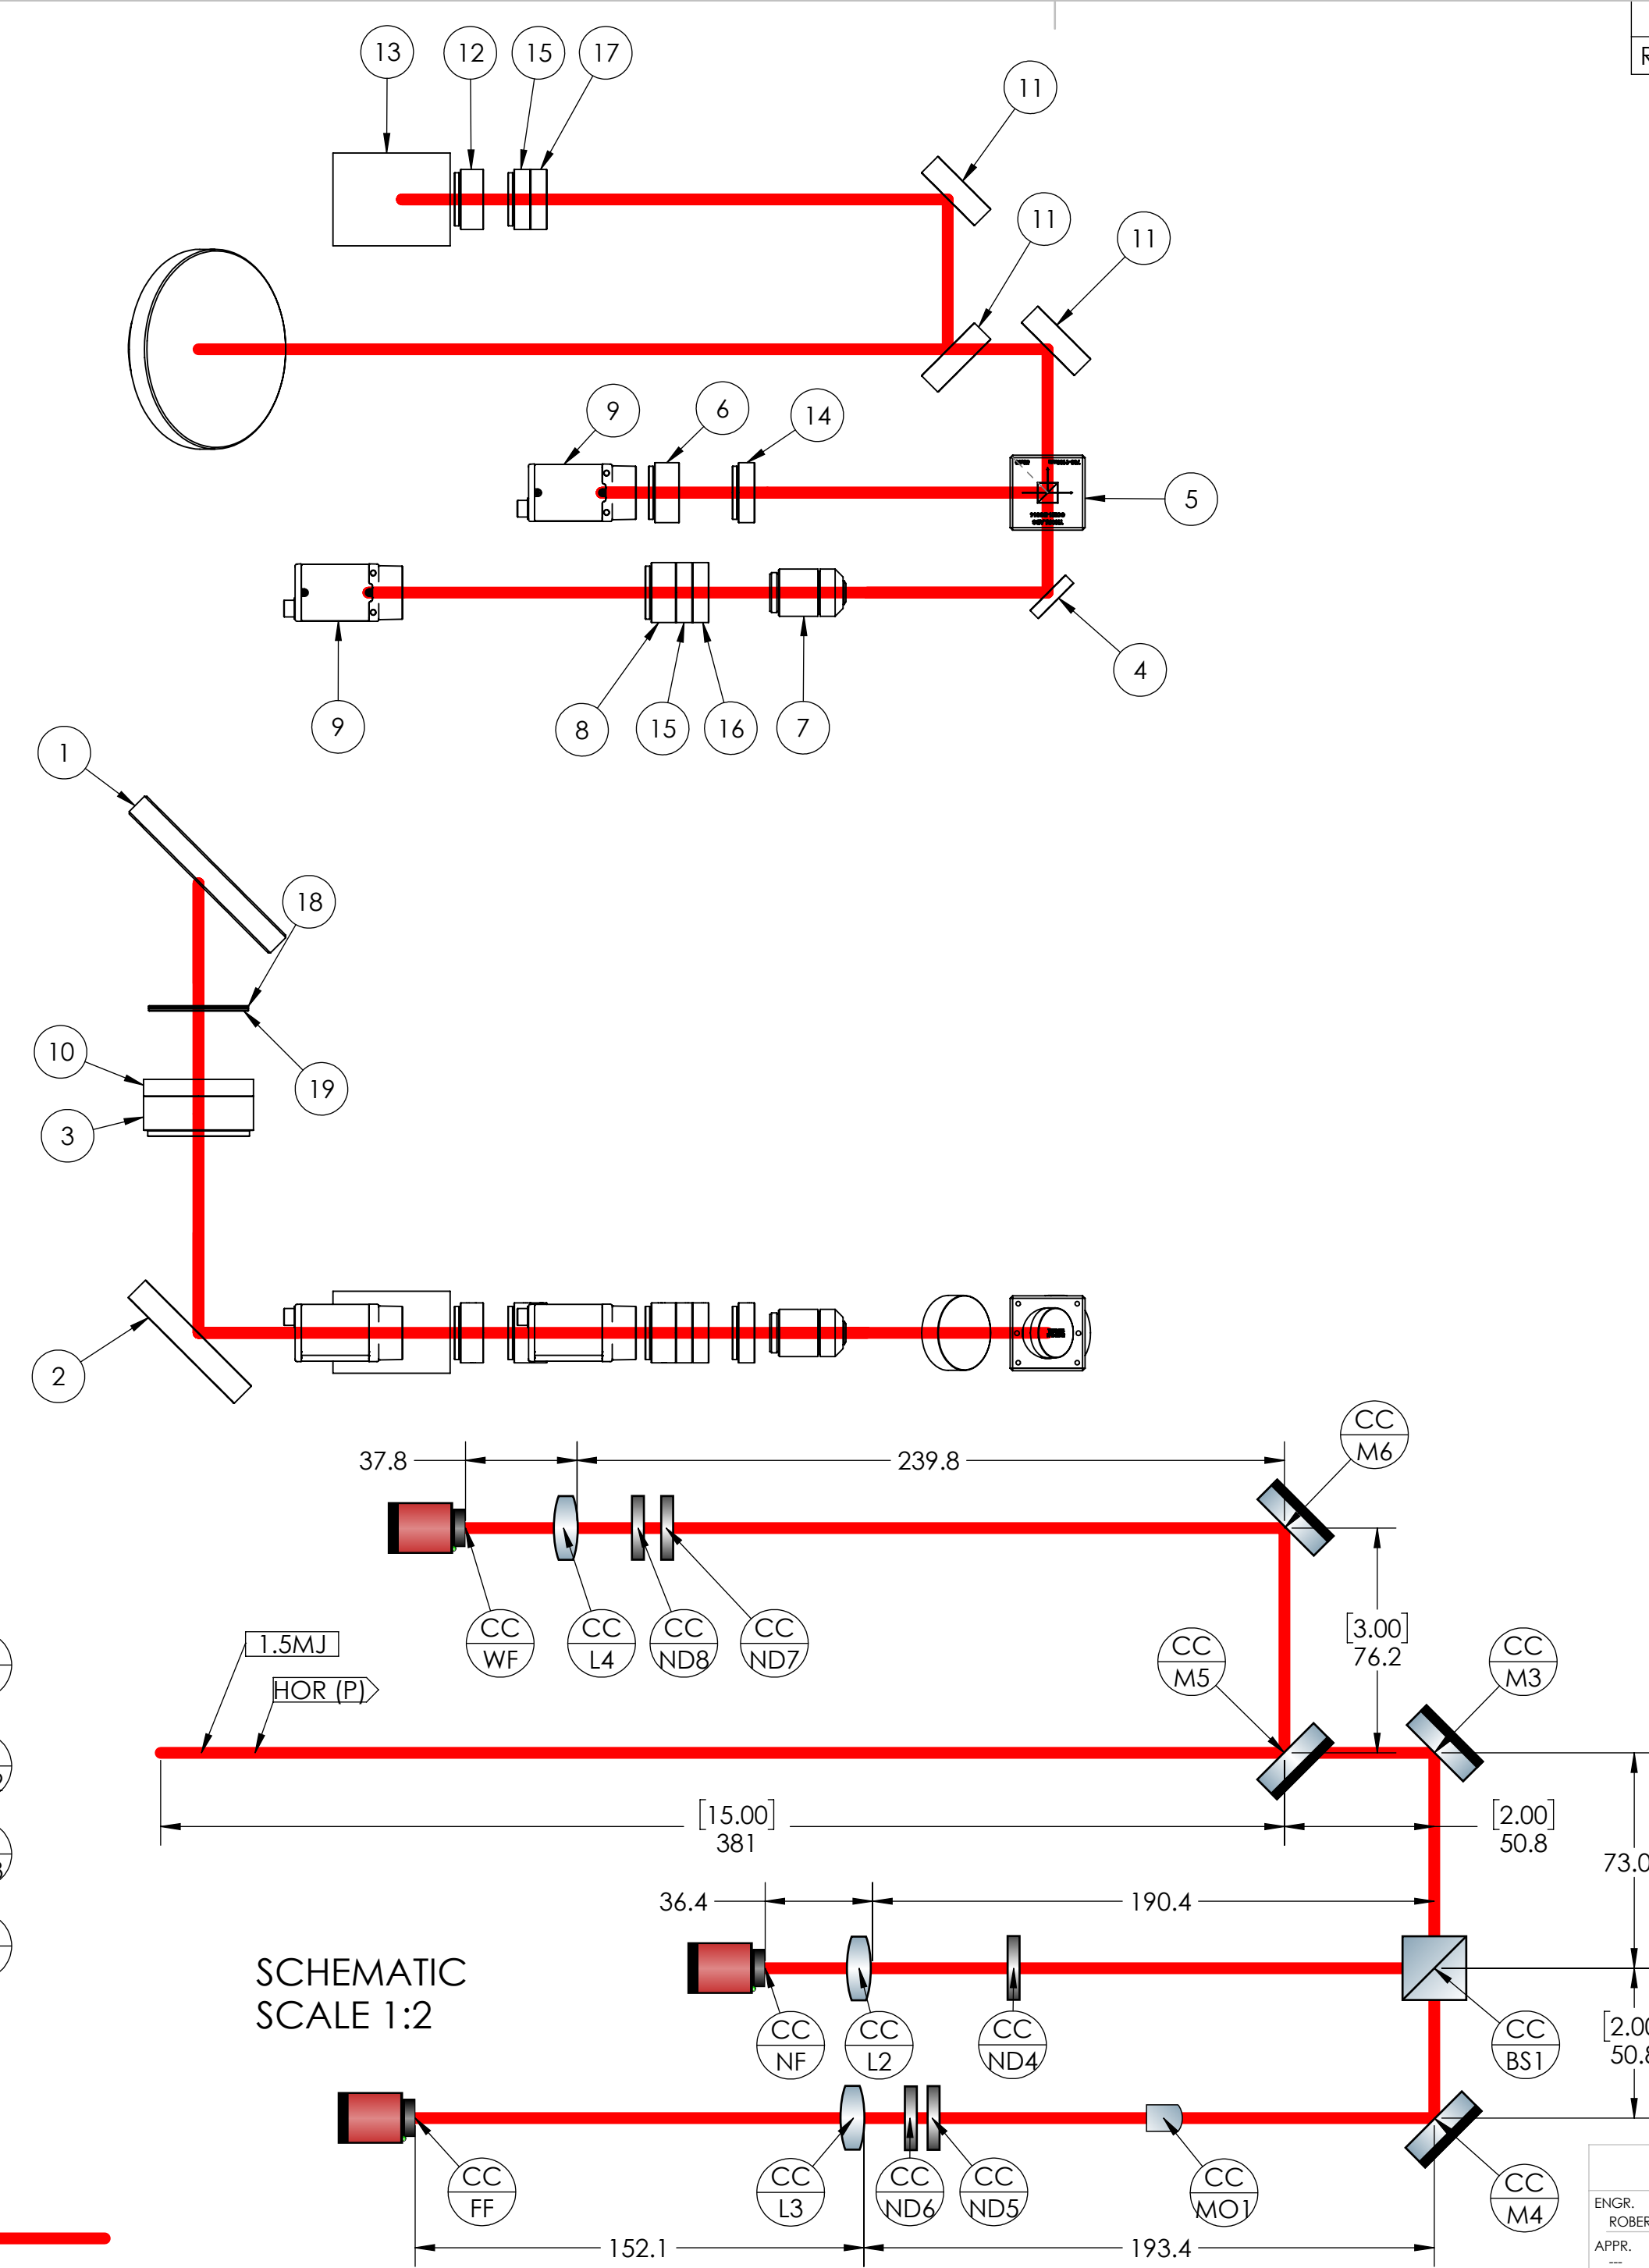 13
12
15
17
11
11
11
9
6
14
5
9
8
15
16
7
4
1
18
10
19
3
2
CC
M6
37.8
239.8
CC
WF
CC
L4
CC
ND8
CC
ND7
[3.00]
76.2
1.5MJ
HOR (P)
CC
M5
CC
M3
[15.00]
381
[2.00]
50.8
73.0
36.4
190.4
SCHEMATIC
SCALE 1:2
CC
NF
CC
L2
CC
ND4
CC
BS1
CC
FF
CC
L3
CC
ND6
CC
ND5
CC
MO1
CC
M4
152.1
193.4
ENGR.
APPR.
---